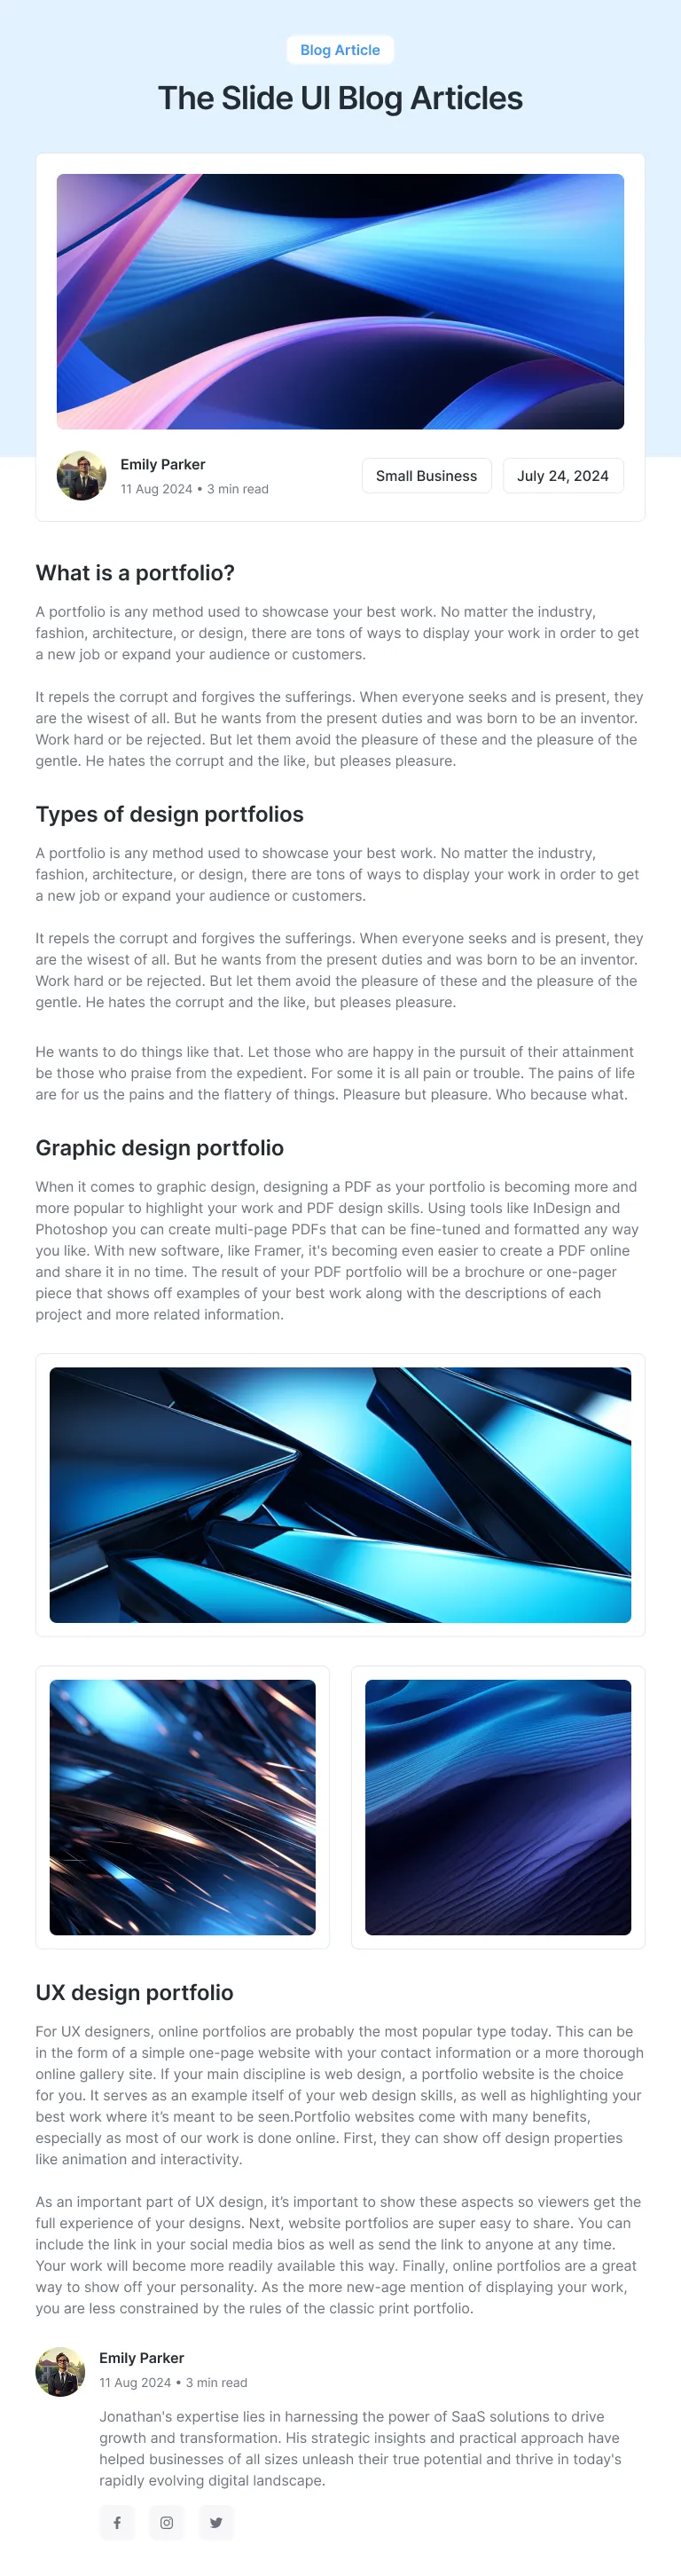 Blog Article
The Slide UI Blog Articles
Emily Parker
11 Aug 2024 • 3 min read
Small Business
July 24, 2024
What is a portfolio?
A portfolio is any method used to showcase your best work. No matter the industry,
fashion, architecture, or design, there are tons of ways to display your work in order to get
a new job or expand your audience or customers.
It repels the corrupt and forgives the sufferings. When everyone seeks and is present, they
are the wisest of all. But he wants from the present duties and was born to be an inventor.
Work hard or be rejected. But let them avoid the pleasure of these and the pleasure of the
gentle. He hates the corrupt and the like, but pleases pleasure.
Types of design portfolios
A portfolio is any method used to showcase your best work. No matter the industry,
fashion, architecture, or design, there are tons of ways to display your work in order to get
a new job or expand your audience or customers.
It repels the corrupt and forgives the sufferings. When everyone seeks and is present, they
are the wisest of all. But he wants from the present duties and was born to be an inventor.
Work hard or be rejected. But let them avoid the pleasure of these and the pleasure of the
gentle. He hates the corrupt and the like, but pleases pleasure.
He wants to do things like that. Let those who are happy in the pursuit of their attainment
be those who praise from the expedient. For some it is all pain or trouble. The pains of life
are for us the pains and the flattery of things. Pleasure but pleasure. Who because what.
Graphic design portfolio
When it comes to graphic design, designing a PDF as your portfolio is becoming more and
more popular to highlight your work and PDF design skills. Using tools like InDesign and
Photoshop you can create multi-page PDFs that can be fine-tuned and formatted any way
you like. With new software, like Framer, it's becoming even easier to create a PDF online
and share it in no time. The result of your PDF portfolio will be a brochure or one-pager
piece that shows off examples of your best work along with the descriptions of each
project and more related information.
UX design portfolio
For UX designers, online portfolios are probably the most popular type today. This can be
in the form of a simple one-page website with your contact information or a more thorough
online gallery site. If your main discipline is web design, a portfolio website is the choice
for you. It serves as an example itself of your web design skills, as well as highlighting your
best work where it’s meant to be seen.Portfolio websites come with many benefits,
especially as most of our work is done online. First, they can show off design properties
like animation and interactivity.
As an important part of UX design, it’s important to show these aspects so viewers get the
full experience of your designs. Next, website portfolios are super easy to share. You can
include the link in your social media bios as well as send the link to anyone at any time.
Your work will become more readily available this way. Finally, online portfolios are a great
way to show off your personality. As the more new-age mention of displaying your work,
you are less constrained by the rules of the classic print portfolio.
Emily Parker
11 Aug 2024 • 3 min read
Jonathan's expertise lies in harnessing the power of SaaS solutions to drive
growth and transformation. His strategic insights and practical approach have
helped businesses of all sizes unleash their true potential and thrive in today's
rapidly evolving digital landscape.